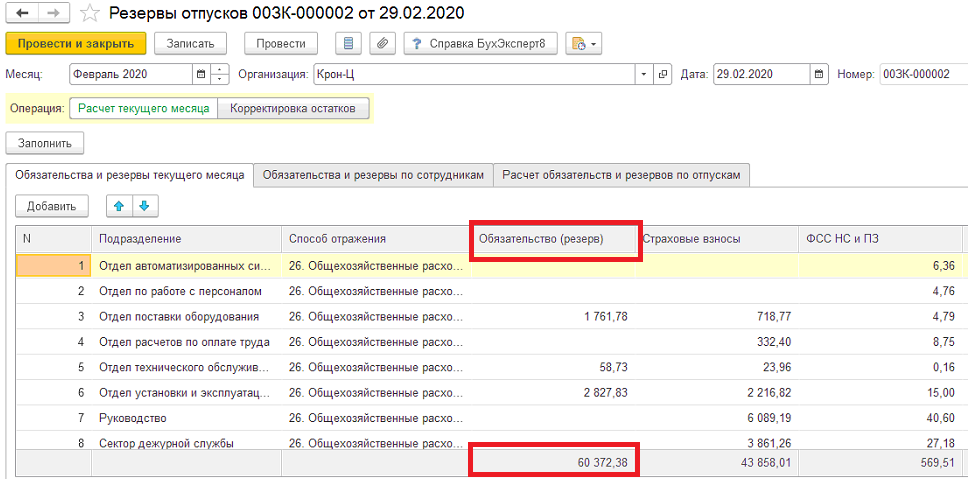 Резервы отпусков 003К-000002 от 29.02.2020
Провести и закрыть Записать Провести ? Справка БухЭксперт8
Месяц: Февраль 2020 Организация: Крон-Ц Дата: 29.02.2020 Номер: 003К-000002
Операция: Расчет текущего месяца Корректировка остатков
Заполнить
Обязательства и резервы текущего месяца Обязательства и резервы по сотрудникам Расчет обязательств и резервов по отпускам
Добавить
N Подразделение Способ отражения Обязательство (резерв) Страховые взносы ФСС НС и ПЗ
1 Отдел автоматизированных си... 26. Общехозяйственные расхо... 6,36
2 Отдел по работе с персоналом 26. Общехозяйственные расхо... 4,76
3 Отдел поставки оборудования 26. Общехозяйственные расхо... 1 761,78 718,77 4,79
4 Отдел расчетов по оплате труда 26. Общехозяйственные расхо... 332,40 8,75
5 Отдел технического обслужив... 26. Общехозяйственные расхо... 58,73 23,96 0,16
6 Отдел установки и эксплуатац... 26. Общехозяйственные расхо... 2 827,83 2 216,82 15,00
7 Руководство 26. Общехозяйственные расхо... 6 089,19 40,60
8 Сектор дежурной службы 26. Общехозяйственные расхо... 3 861,26 27,18
60 372,38 43 858,01 569,51